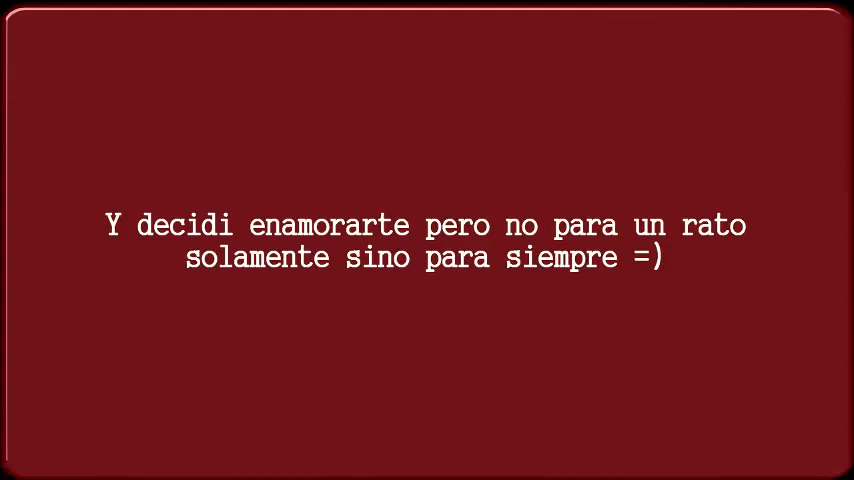 Y decidi enamorarte pero no para un rato
solamente sino para siempre =)